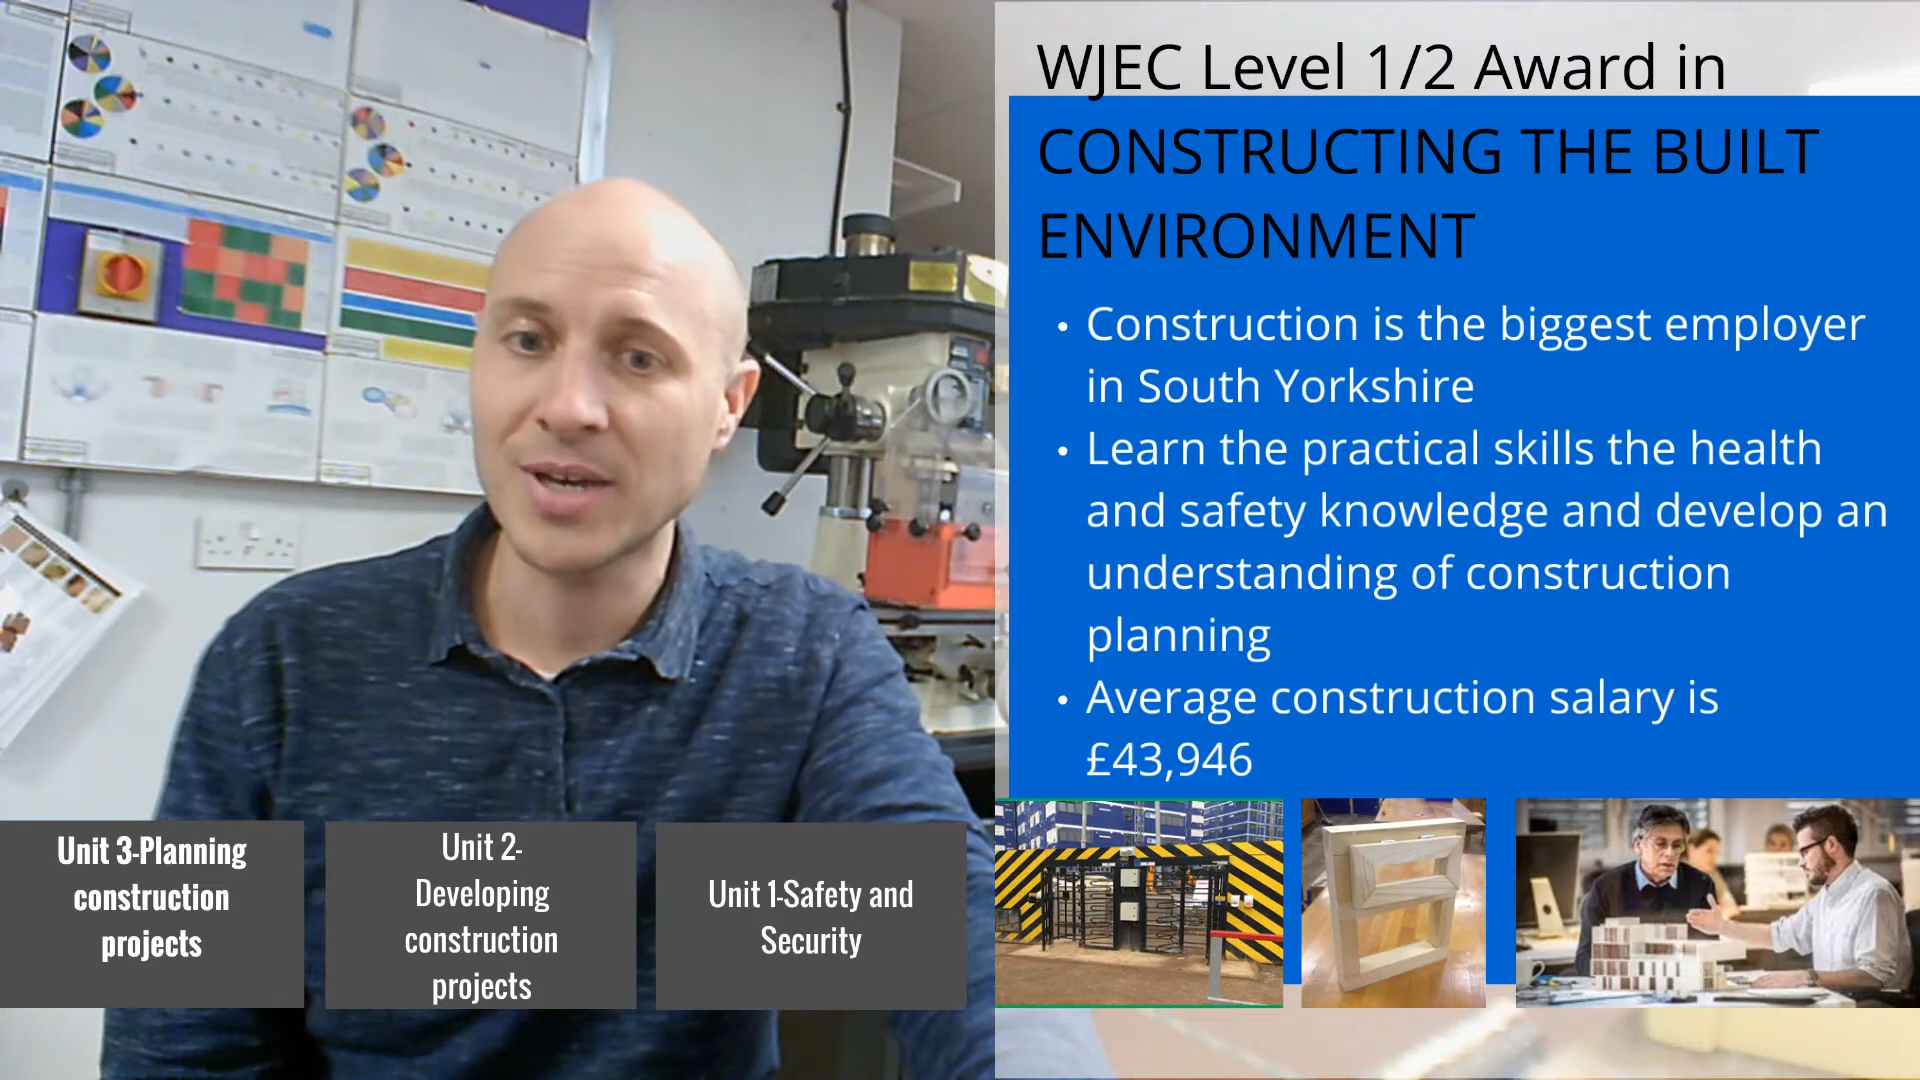 WJEC Level 1/2 Award in
CONSTRUCTING THE BUILT
ENVIRONMENT
• Construction is the biggest employer
in South Yorkshire
• Learn the practical skills the health
and safety knowledge and develop an
understanding of construction
planning
• Average construction salary is
£43,946
Unit 3-Planning
construction
projects
Unit 2-
Developing
construction
projects
Unit 1-Safety and
Security